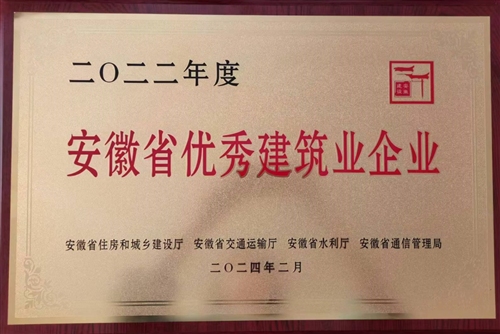 二〇二二年度
安徽省优秀建筑业企业
安徽省住房和城乡建设厅 安徽省交通运输厅 安徽省水利厅 安徽省通信管理局
二〇二四年二月